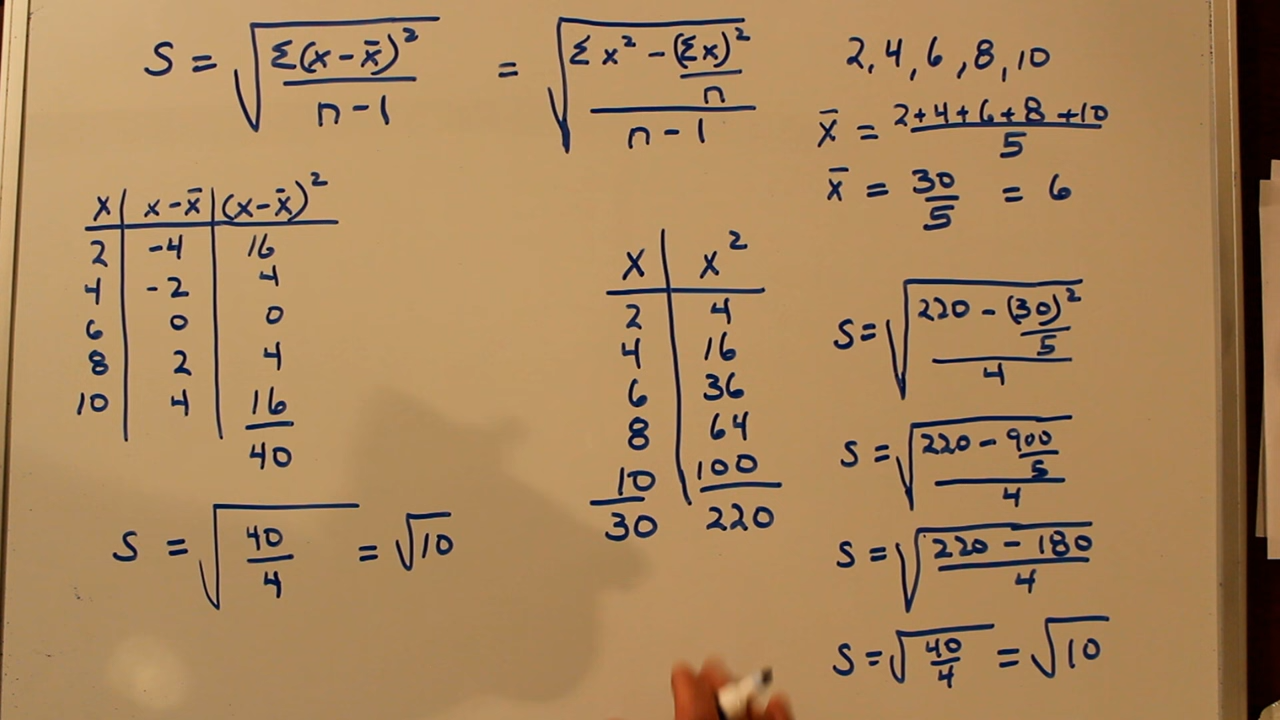 S = √(Σ(x-x̄)²/(n-1)) = √((Σx² - (Σx)²/n)/(n-1))
2, 4, 6, 8, 10
x̄ = (2+4+6+8+10)/5
x̄ = 30/5 = 6
x | x-x̄ | (x-x̄)²
2 | -4 | 16
4 | -2 | 4
6 | 0 | 0
8 | 2 | 4
10 | 4 | 16
40
S = √(40/4) = √10
x | x²
2 | 4
4 | 16
6 | 36
8 | 64
10 | 100
30 220
S = √((220 - (30)²/5)/4)
S = √((220 - 900/5)/4)
S = √((220 - 180)/4)
S = √(40/4) = √10